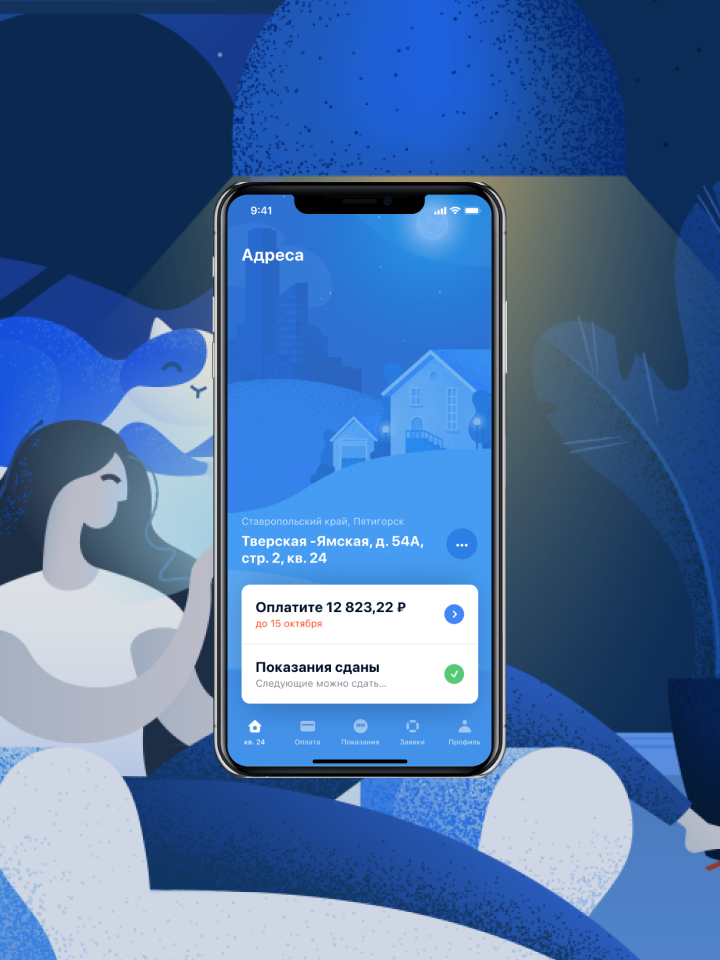 9:41
Адреса
Ставропольский край, Пятигорск
Тверская -Ямская, д. 54А,
стр. 2, кв. 24
Оплатите 12 823,22 ₽
до 15 октября
Показания сданы
Следующие можно сдать...
кв. 24
Оплата
Показания
Заявки
Профиль